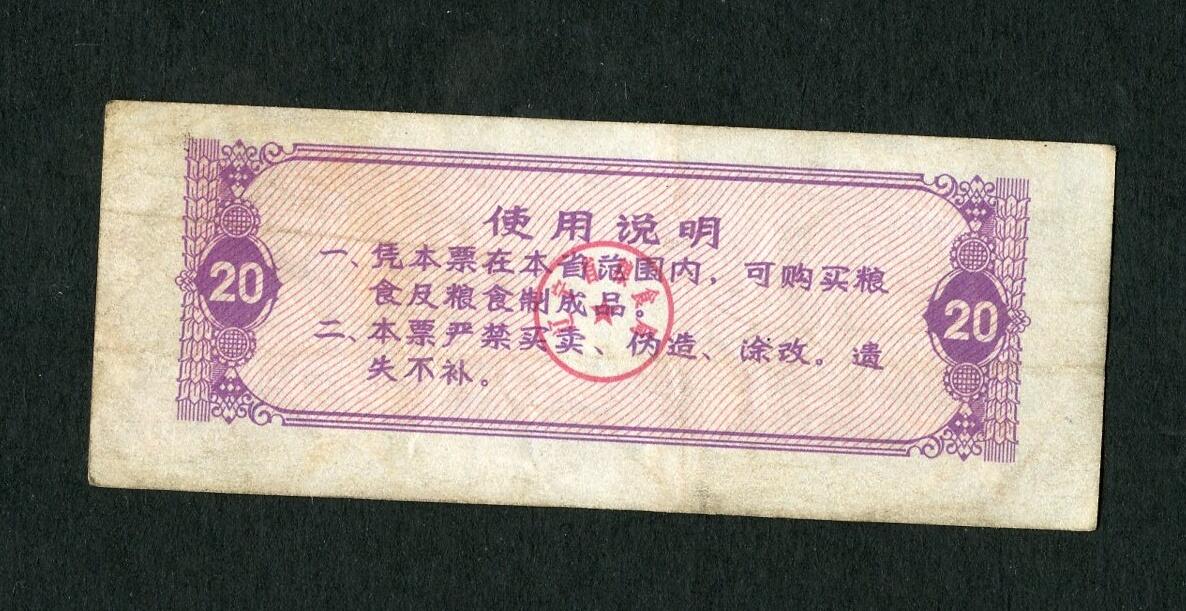 使用说明
一、凭本票在本省范围内，可购买粮
食及粮食制成品。
二、本票严禁买卖、伪造、涂改。遗
失不补。
20
20